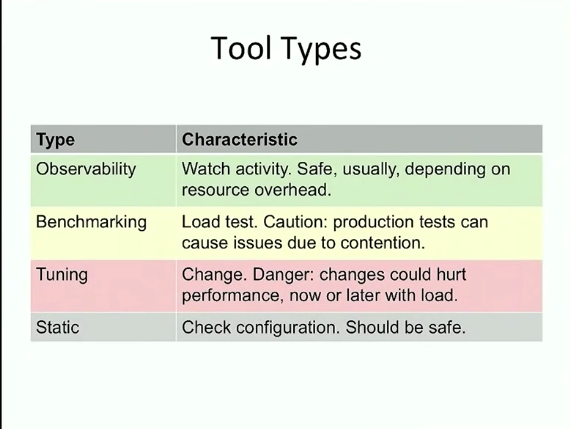 Tool Types
Type Characteristic
Observability Watch activity. Safe, usually, depending on
resource overhead.
Benchmarking Load test. Caution: production tests can
cause issues due to contention.
Tuning Change. Danger: changes could hurt
performance, now or later with load.
Static Check configuration. Should be safe.